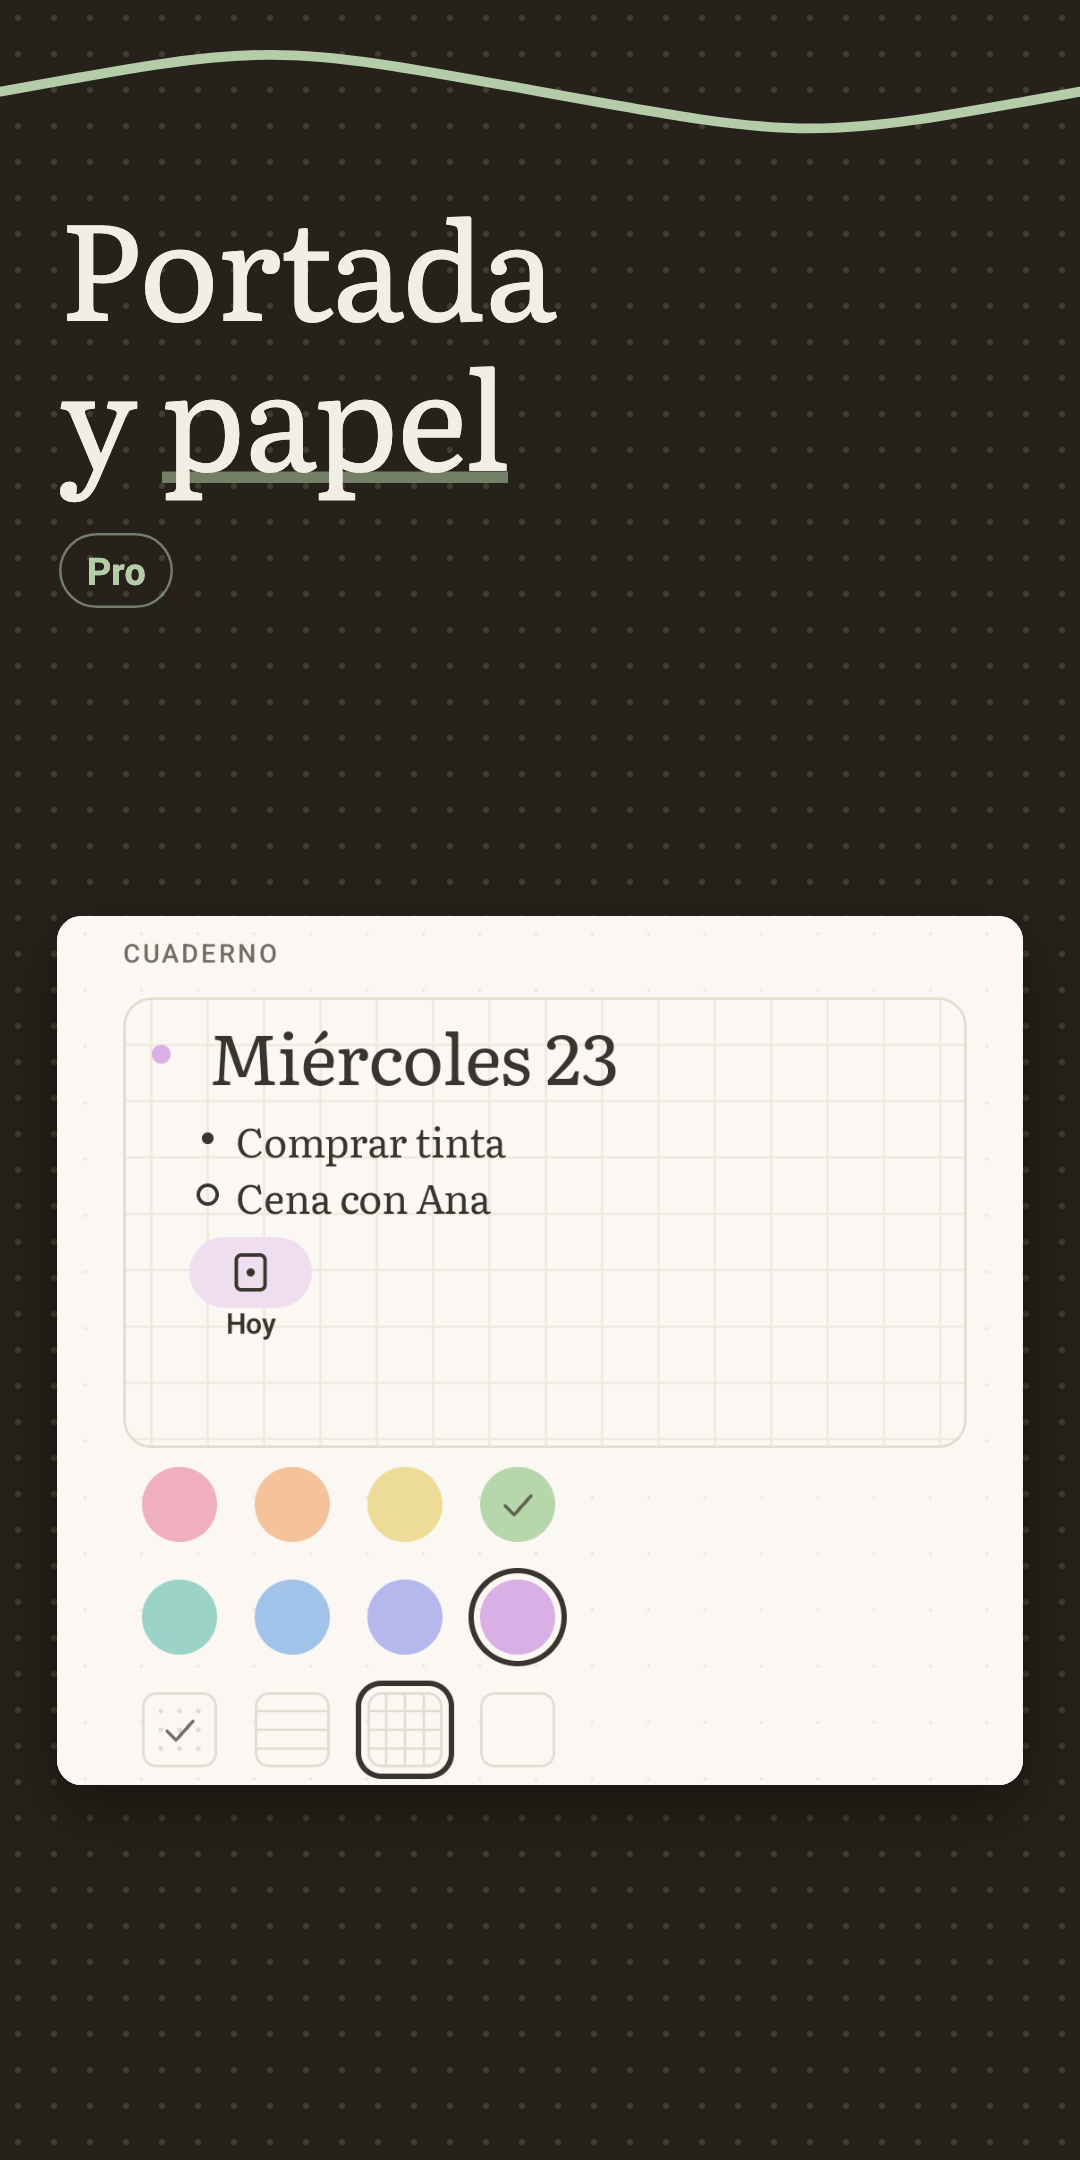 Portada
y papel
Pro
CUADERNO
Miércoles 23
Comprar tinta
Cena con Ana
Hoy